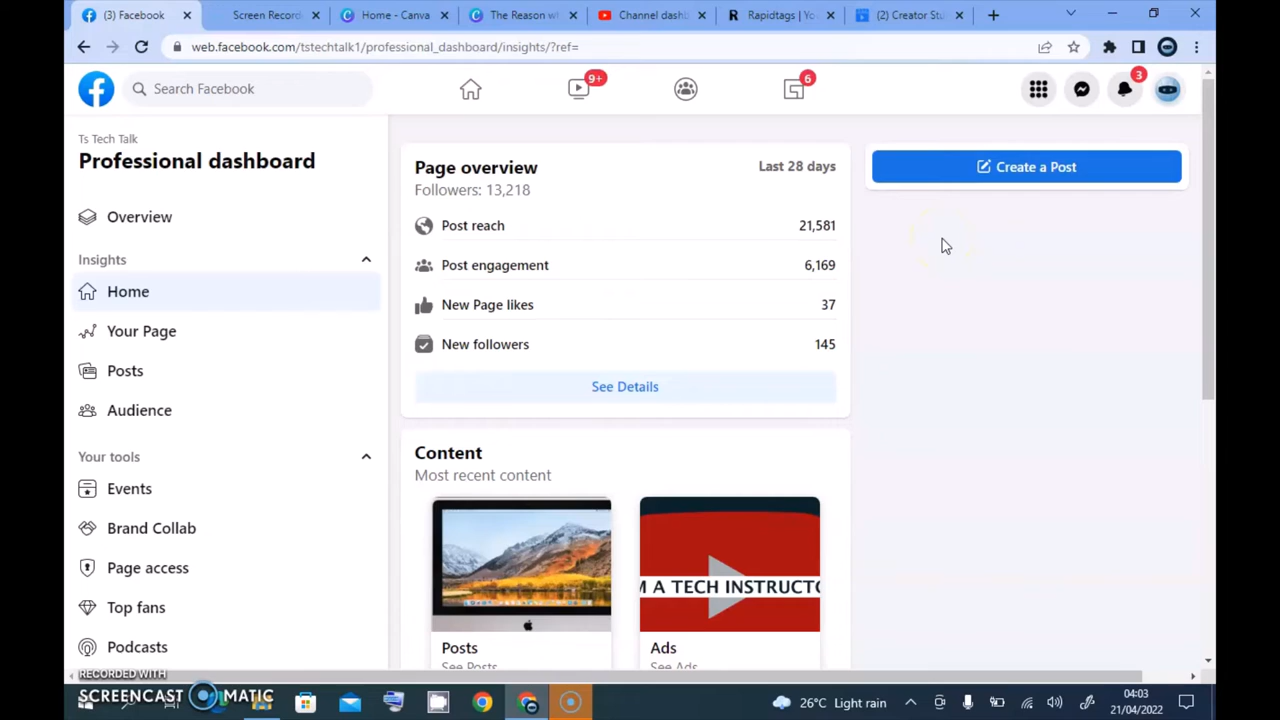 (3) Facebook
Screen Record
Home - Canva
The Reason w
Channel dashb
Rapidtags | Yo
(2) Creator Stu
web.facebook.com/tstechtalk1/professional_dashboard/insights/?ref=
Search Facebook
9+
6
3
Ts Tech Talk
Professional dashboard
Overview
Insights
Home
Your Page
Posts
Audience
Your tools
Events
Brand Collab
Page access
Top fans
Podcasts
Page overview
Last 28 days
Followers: 13,218
Post reach 21,581
Post engagement 6,169
New Page likes 37
New followers 145
See Details
Content
Most recent content
M A TECH INSTRUCTO
Posts
See Posts
Ads
See Ads
Create a Post
RECORDED WITH
SCREENCAST MATIC
26°C Light rain
04:03
21/04/2022